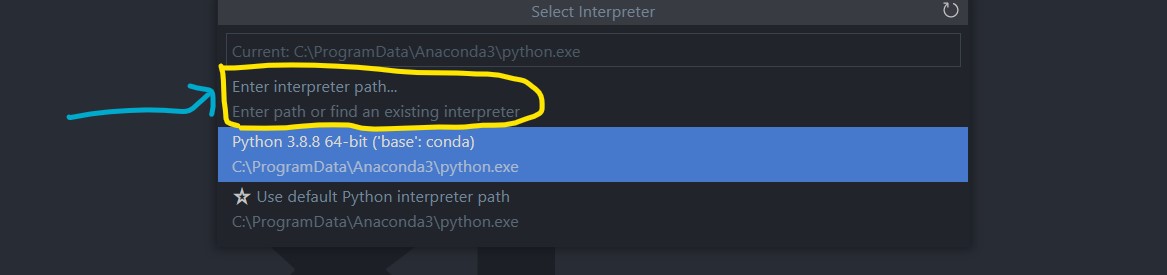 Select Interpreter
Current: C:\ProgramData\Anaconda3\python.exe
Enter interpreter path...
Enter path or find an existing interpreter
Python 3.8.8 64-bit ('base': conda)
C:\ProgramData\Anaconda3\python.exe
Use default Python interpreter path
C:\ProgramData\Anaconda3\python.exe